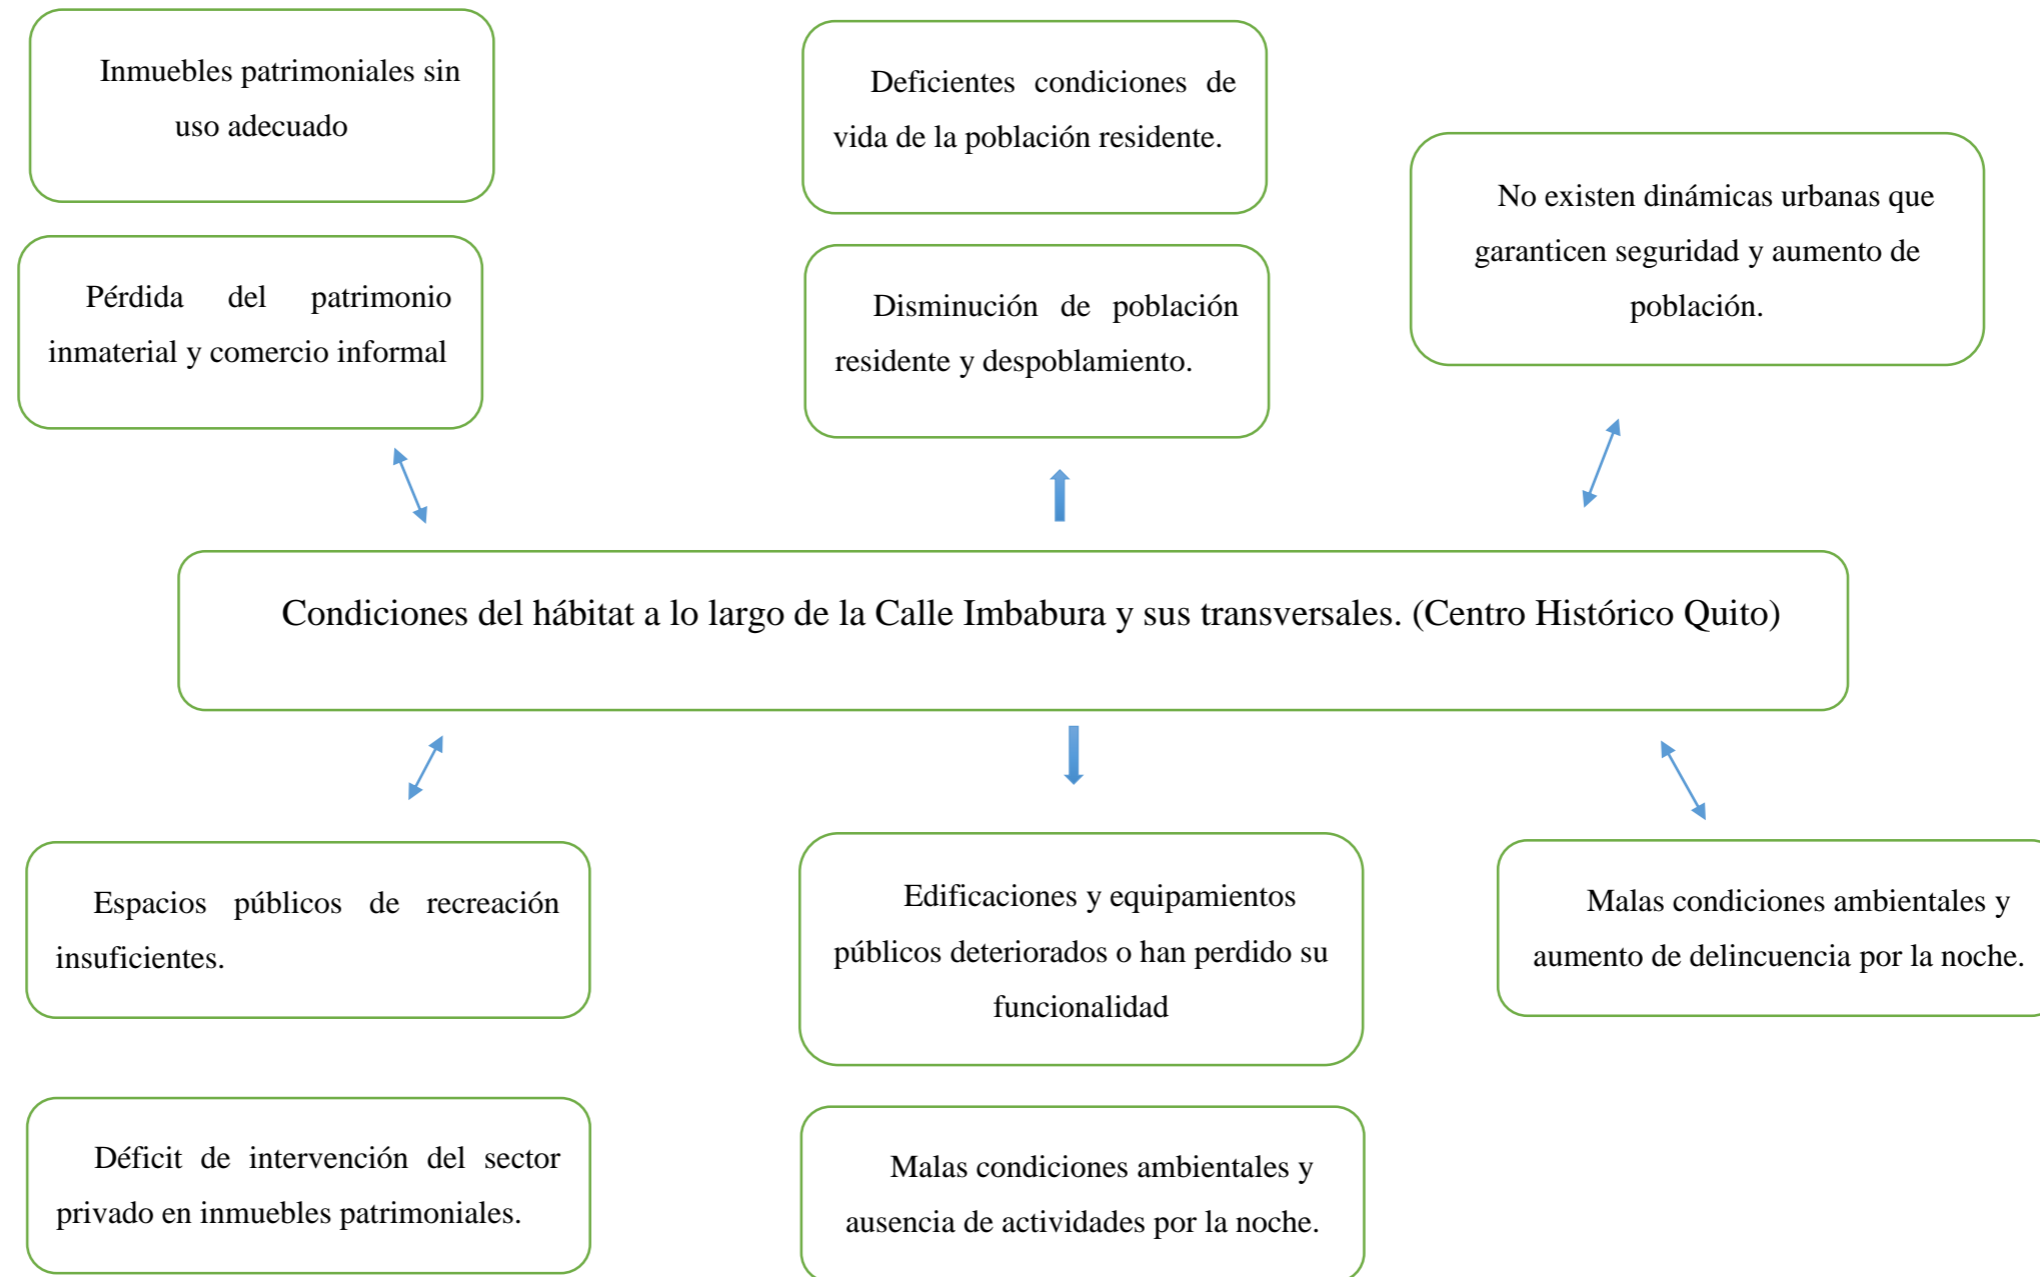 Inmuebles patrimoniales sin
uso adecuado
Pérdida del patrimonio
inmaterial y comercio informal
Deficientes condiciones de
vida de la población residente.
Disminución de población
residente y despoblamiento.
No existen dinámicas urbanas que
garanticen seguridad y aumento de
población.
Condiciones del hábitat a lo largo de la Calle Imbabura y sus transversales. (Centro Histórico Quito)
Espacios públicos de recreación
insuficientes.
Déficit de intervención del sector
privado en inmuebles patrimoniales.
Edificaciones y equipamientos
públicos deteriorados o han perdido su
funcionalidad
Malas condiciones ambientales y
ausencia de actividades por la noche.
Malas condiciones ambientales y
aumento de delincuencia por la noche.